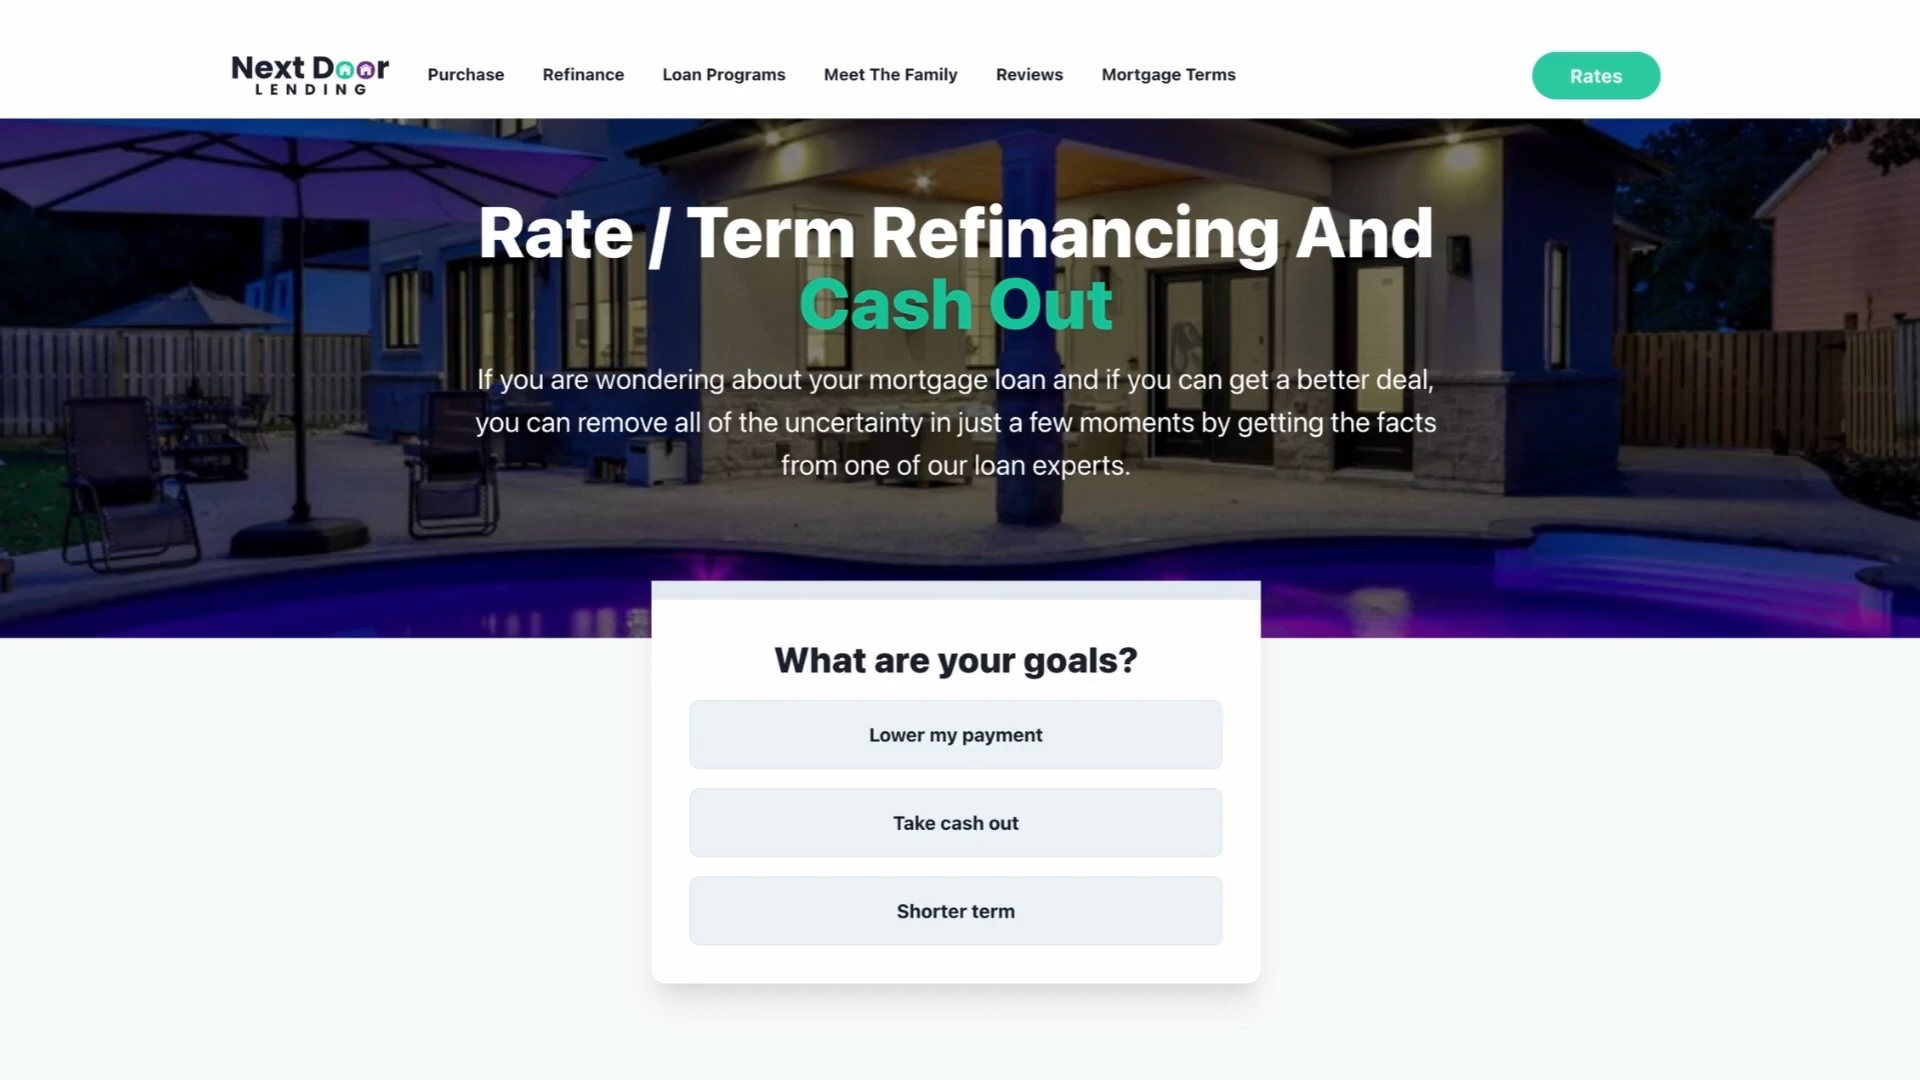 Next Door
LENDING
Purchase
Refinance
Loan Programs
Meet The Family
Reviews
Mortgage Terms
Rates
Rate / Term Refinancing And
Cash Out
If you are wondering about your mortgage loan and if you can get a better deal,
you can remove all of the uncertainty in just a few moments by getting the facts
from one of our loan experts.
What are your goals?
Lower my payment
Take cash out
Shorter term